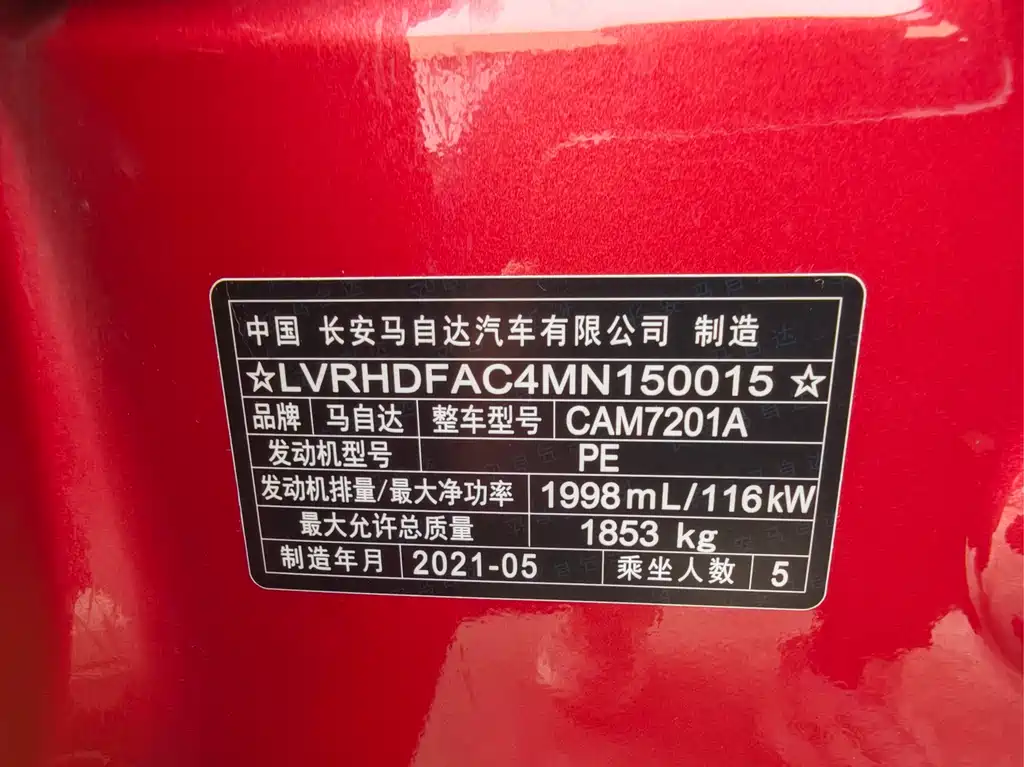 中国 长安马自达汽车有限公司 制造
☆LVRHDFAC4MN150015☆
品牌 马自达 整车型号 CAM7201A
发动机型号 PE
发动机排量/最大净功率 1998mL/116kW
最大允许总质量 1853 kg
制造年月 2021-05 乘坐人数 5